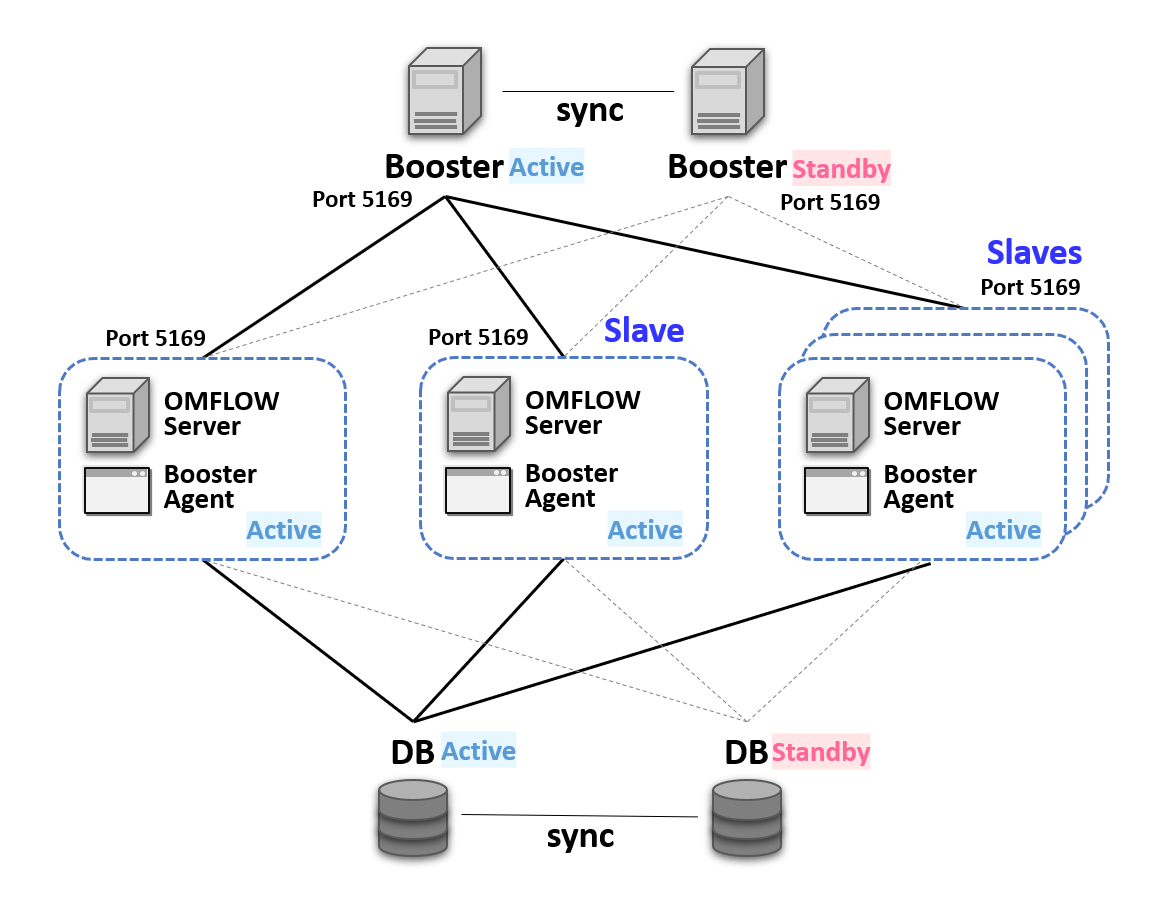 sync
Booster Active
Booster Standby
Port 5169
Port 5169
Slaves
Port 5169
Port 5169
Port 5169
Slave
OMFLOW
Server
Booster
Agent
Active
OMFLOW
Server
Booster
Agent
Active
OMFLOW
Server
Booster
Agent
Active
DB Active
DB Standby
sync